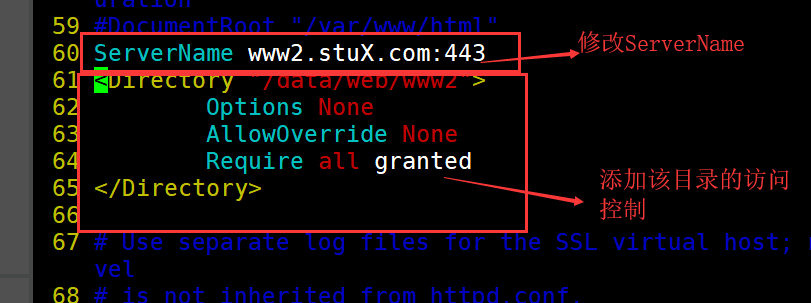 uration
59 #DocumentRoot "/var/www/html"
60 ServerName www2.stuX.com:443
修改ServerName
61 <Directory "/data/web/www2">
62 Options None
63 AllowOverride None
64 Require all granted
65 </Directory>
添加该目录的访问
控制
66
67 # Use separate log files for the SSL virtual host;
vel
68 # is not inherited from httpd.conf.